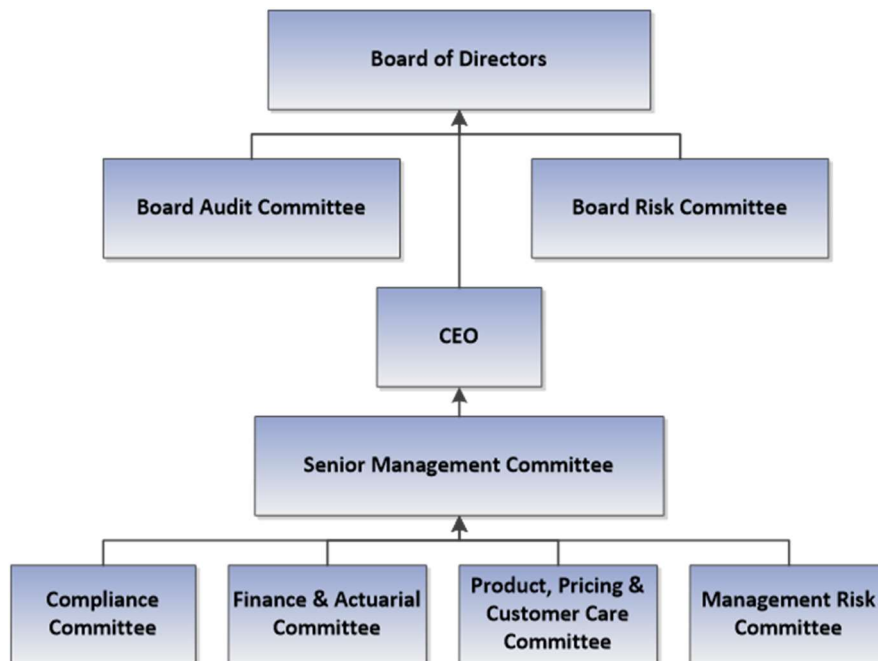 Board of Directors
Board Audit Committee
Board Risk Committee
CEO
Senior Management Committee
Compliance
Committee
Finance & Actuarial
Committee
Product, Pricing &
Customer Care
Committee
Management Risk
Committee